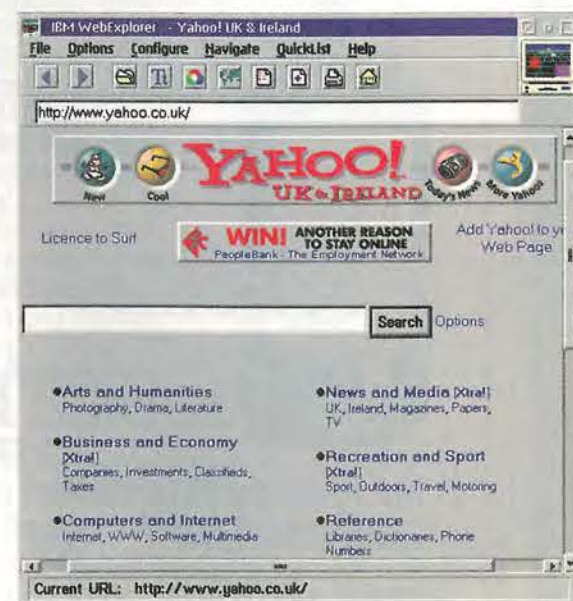 IBM WebExplorer - Yahoo! UK & Ireland
File Options Configure Navigate QuickList Help
http://www.yahoo.co.uk/
YAHOO!
UK & IRELAND
New
Cool
Today's News
More Yahoos
Licence to Surf
WIN! ANOTHER REASON
TO STAY ONLINE
PeopleBank - The Employment Network
Add Yahoo! to yo
Web Page
Search Options
Arts and Humanities
Photography, Drama, Literature
Business and Economy
[Xtra!]
Companies, Investments, Classifieds,
Taxes
Computers and Internet
Internet, WWW, Software, Multimedia
News and Media [Xtra!]
UK, Ireland, Magazines, Papers,
TV
Recreation and Sport
[Xtra!]
Sport, Outdoors, Travel, Motoring
Reference
Libraries, Dictionaries, Phone
Numbers
Current URL: http://www.yahoo.co.uk/